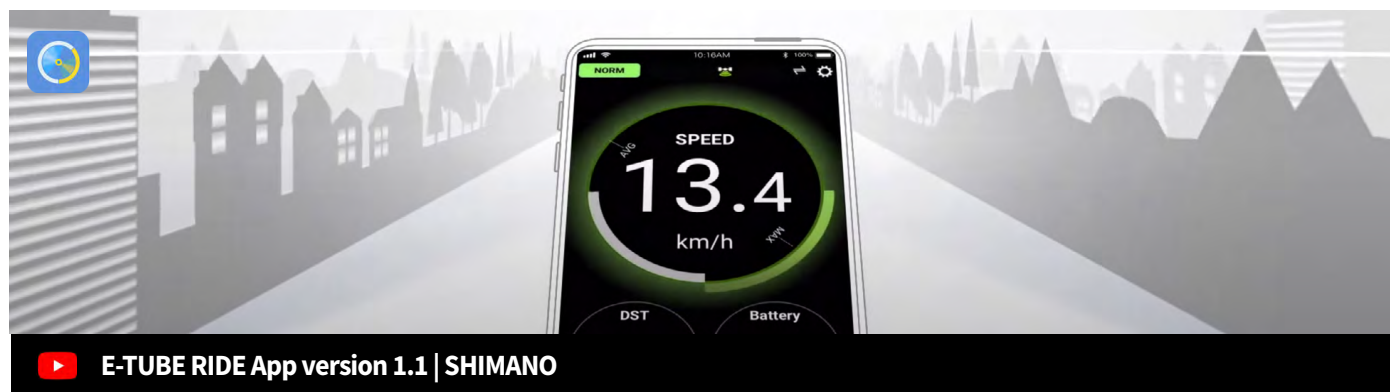 10:16AM
100%
NORM
SPEED
AVG
13.4
km/h
MAX
DST
Battery
E-TUBE RIDE App version 1.1 | SHIMANO